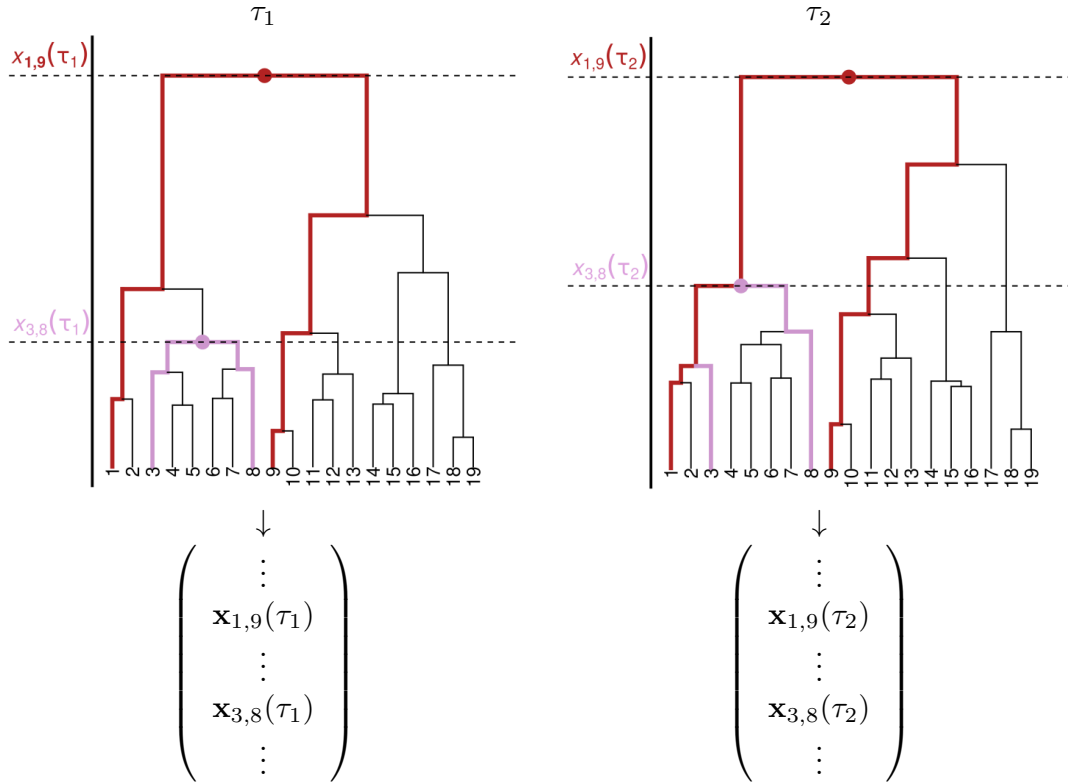 τ₁ τ₂
x₁,₉(τ₁) x₁,₉(τ₂)
x₃,₈(τ₂)
x₃,₈(τ₁)
1 2 3 4 5 6 7 8 9 10 11 12 13 14 15 16 17 18 19
1 2 3 4 5 6 7 8 9 10 11 12 13 14 15 16 17 18 19
↓ ↓
⋮ ⋮
x₁,₉(τ₁) x₁,₉(τ₂)
⋮ ⋮
x₃,₈(τ₁) x₃,₈(τ₂)
⋮ ⋮